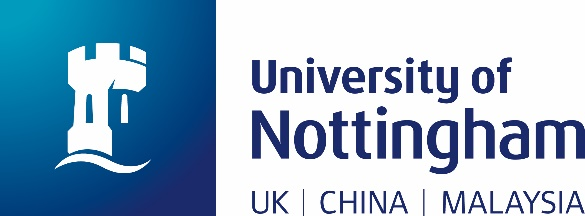 University of
Nottingham
UK | CHINA | MALAYSIA